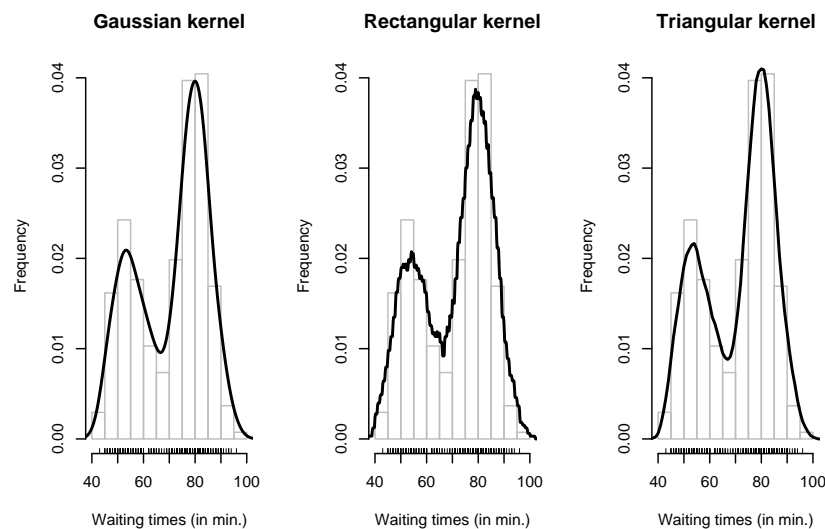 Gaussian kernel
Frequency
0.00
0.01
0.02
0.03
0.04
40 60 80 100
Waiting times (in min.)
Rectangular kernel
Frequency
0.00
0.01
0.02
0.03
0.04
40 60 80 100
Waiting times (in min.)
Triangular kernel
Frequency
0.00
0.01
0.02
0.03
0.04
40 60 80 100
Waiting times (in min.)